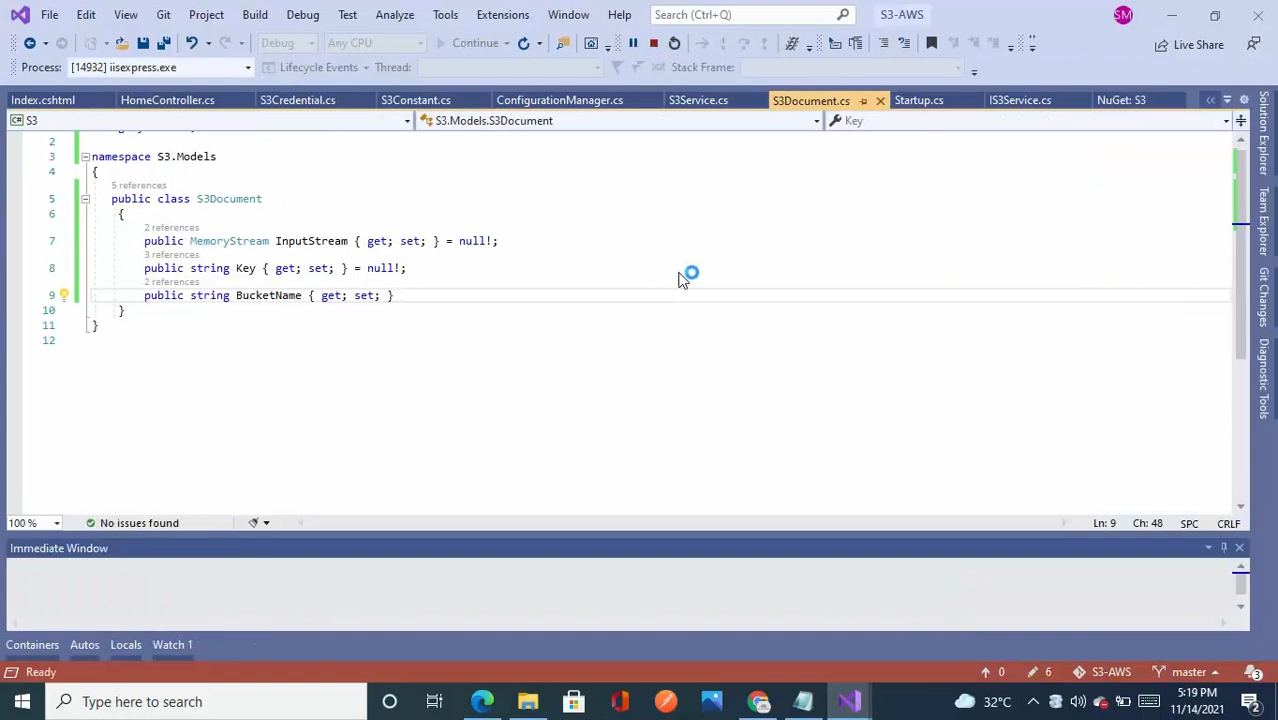 File Edit View Git Project Build Debug Test Analyze Tools Extensions Window Help Search (Ctrl+Q) S3-AWS SM
Debug Any CPU Continue Live Share
Process: [14932] iisexpress.exe Lifecycle Events Thread: Stack Frame:
Index.cshtml HomeController.cs S3Credential.cs S3Constant.cs ConfigurationManager.cs S3Service.cs S3Document.cs Startup.cs IS3Service.cs NuGet: S3
S3 S3.Models.S3Document Key
2
3 namespace S3.Models
4 {
5 references
5 public class S3Document
6 {
2 references
7 public MemoryStream InputStream { get; set; } = null!;
3 references
8 public string Key { get; set; } = null!;
2 references
9 public string BucketName { get; set; }
10 }
11 }
12
100 % No issues found Ln: 9 Ch: 48 SPC CRLF
Immediate Window
Containers Autos Locals Watch 1
Ready 0 6 S3-AWS master 3
Type here to search 32°C 5:19 PM
11/14/2021 2
Solution Explorer
Team Explorer
Git Changes
Diagnostic Tools